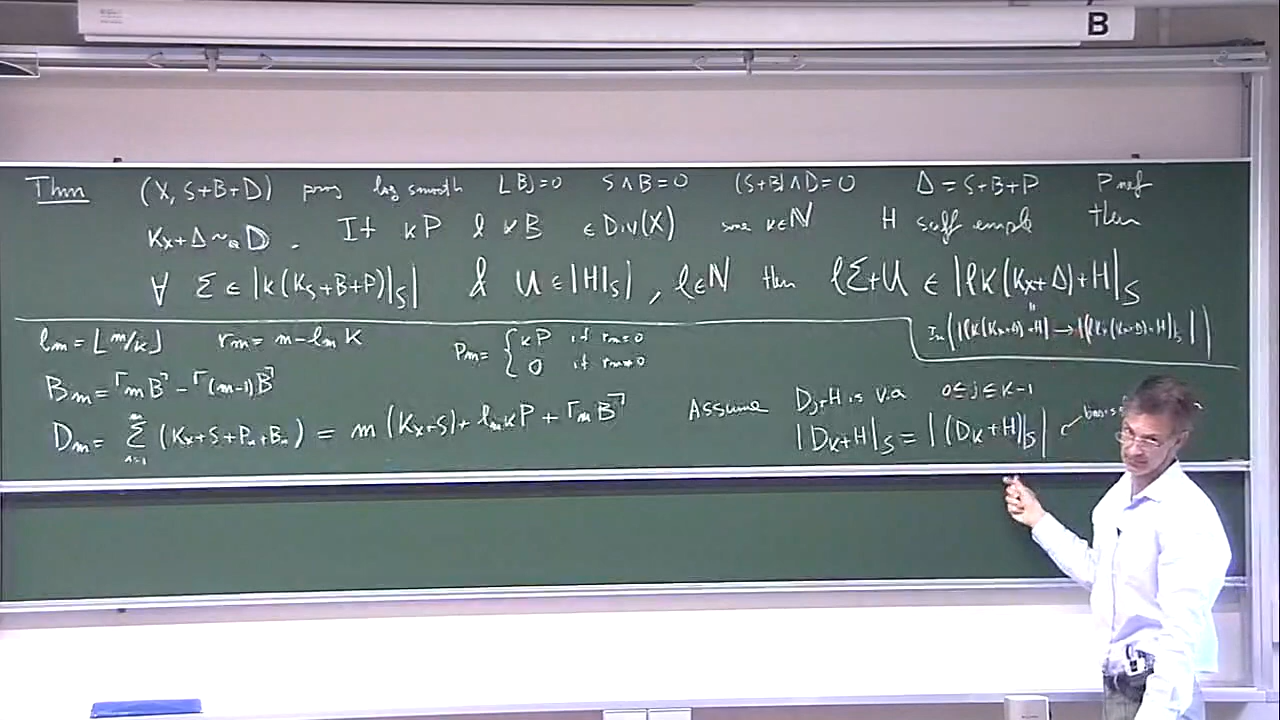 B
Thm (X, S+B+D) proj log smooth ⌊B⌋=0 S∧B=0 (S+B)∧D=0 Δ=S+B+P P nef
K_X+Δ~_Q D. If kP & kB ∈ Div(X) some k∈ℕ H suff ample then
∀ Σ ∈ |k(K_S+B+P)|_S| & U∈|H|_S|, l∈ℕ then lΣ+U ∈ |lk(K_X+Δ)+H|_S
l_m = ⌊m/k⌋ r_m = m-l_m k P_m = { kP if r_m=0
0 if r_m≠0
B_m = ⌈mB⌉ - ⌈(m-1)B⌉
D_m = Σ_{n=1}^{m} (K_X+S+P_n+B_n) = m(K_X+S)+l_m kP+⌈mB⌉
Assume D_j+H is 0≤j≤k-1
|D_k+H|_S = |(D_k+H)|_S|